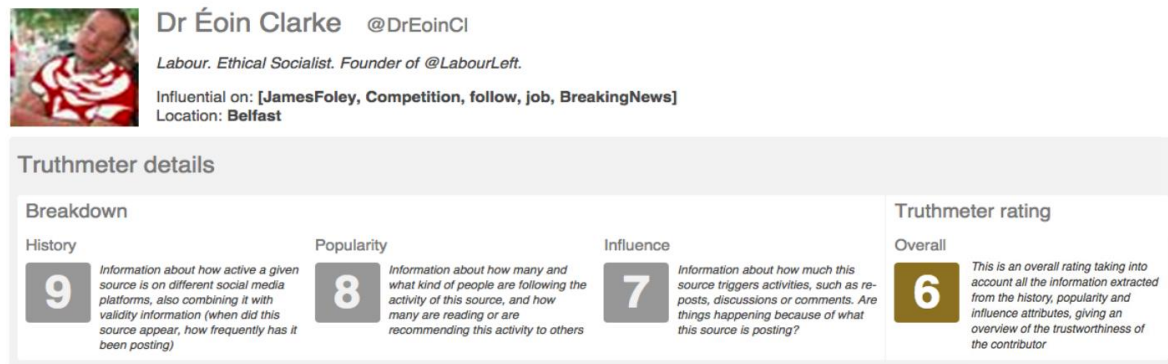 Dr Éoin Clarke @DrEoinCl
Labour. Ethical Socialist. Founder of @LabourLeft.
Influential on: [JamesFoley, Competition, follow, job, BreakingNews]
Location: Belfast
Truthmeter details
Breakdown
History
9
Information about how active a given
source is on different social media
platforms, also combining it with
validity information (when did this
source appear, how frequently has it
been posting)
Popularity
8
Information about how many and
what kind of people are following the
activity of this source, and how
many are reading or are
recommending this activity to others
Influence
7
Information about how much this
source triggers activities, such as re-
posts, discussions or comments. Are
things happening because of what
this source is posting?
Truthmeter rating
Overall
6
This is an overall rating taking into
account all the information extracted
from the history, popularity and
influence attributes, giving an
overview of the trustworthiness of
the contributor